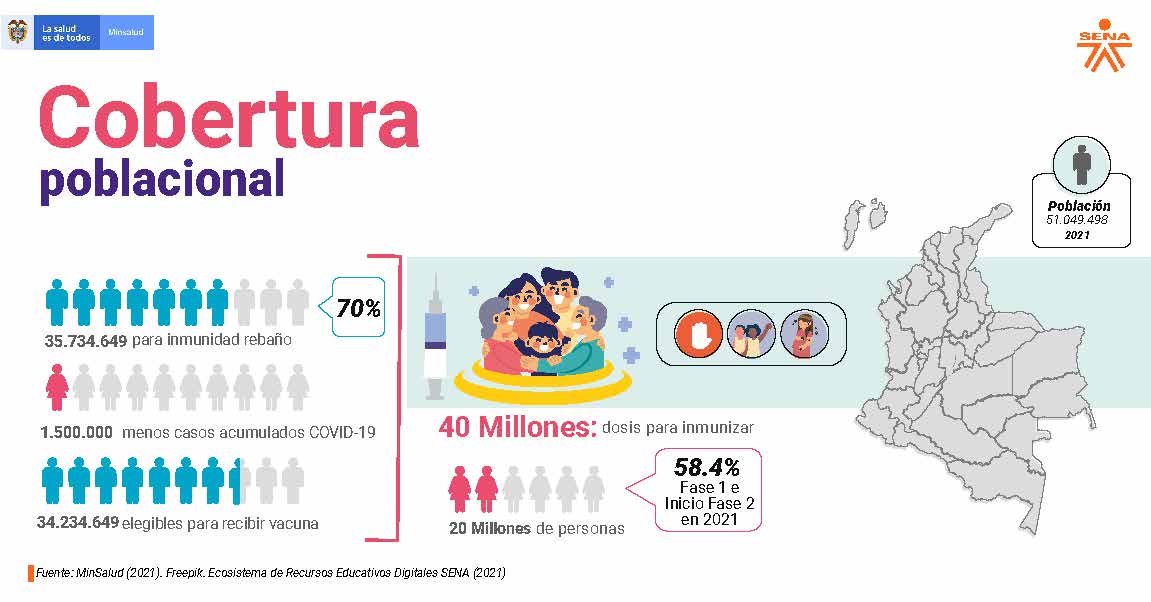 La salud
es de todos
Minsalud
SENA
Cobertura
poblacional
Población
51.049.498
2021
70%
35.734.649 para inmunidad rebaño
1.500.000 menos casos acumulados COVID-19
34.234.649 elegibles para recibir vacuna
40 Millones: dosis para inmunizar
58.4%
Fase 1 e
Inicio Fase 2
en 2021
20 Millones de personas
Fuente: MinSalud (2021). Freepik. Ecosistema de Recursos Educativos Digitales SENA (2021)